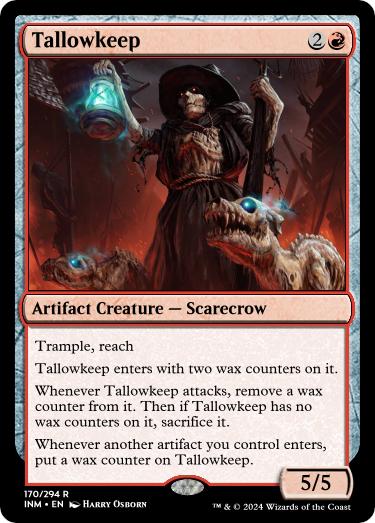 Tallowkeep 2
Artifact Creature — Scarecrow
Trample, reach
Tallowkeep enters with two wax counters on it.
Whenever Tallowkeep attacks, remove a wax
counter from it. Then if Tallowkeep has no
wax counters on it, sacrifice it.
Whenever another artifact you control enters,
put a wax counter on Tallowkeep.
5/5
170/294 R
INM • EN Harry Osborn
™ & © 2024 Wizards of the Coast